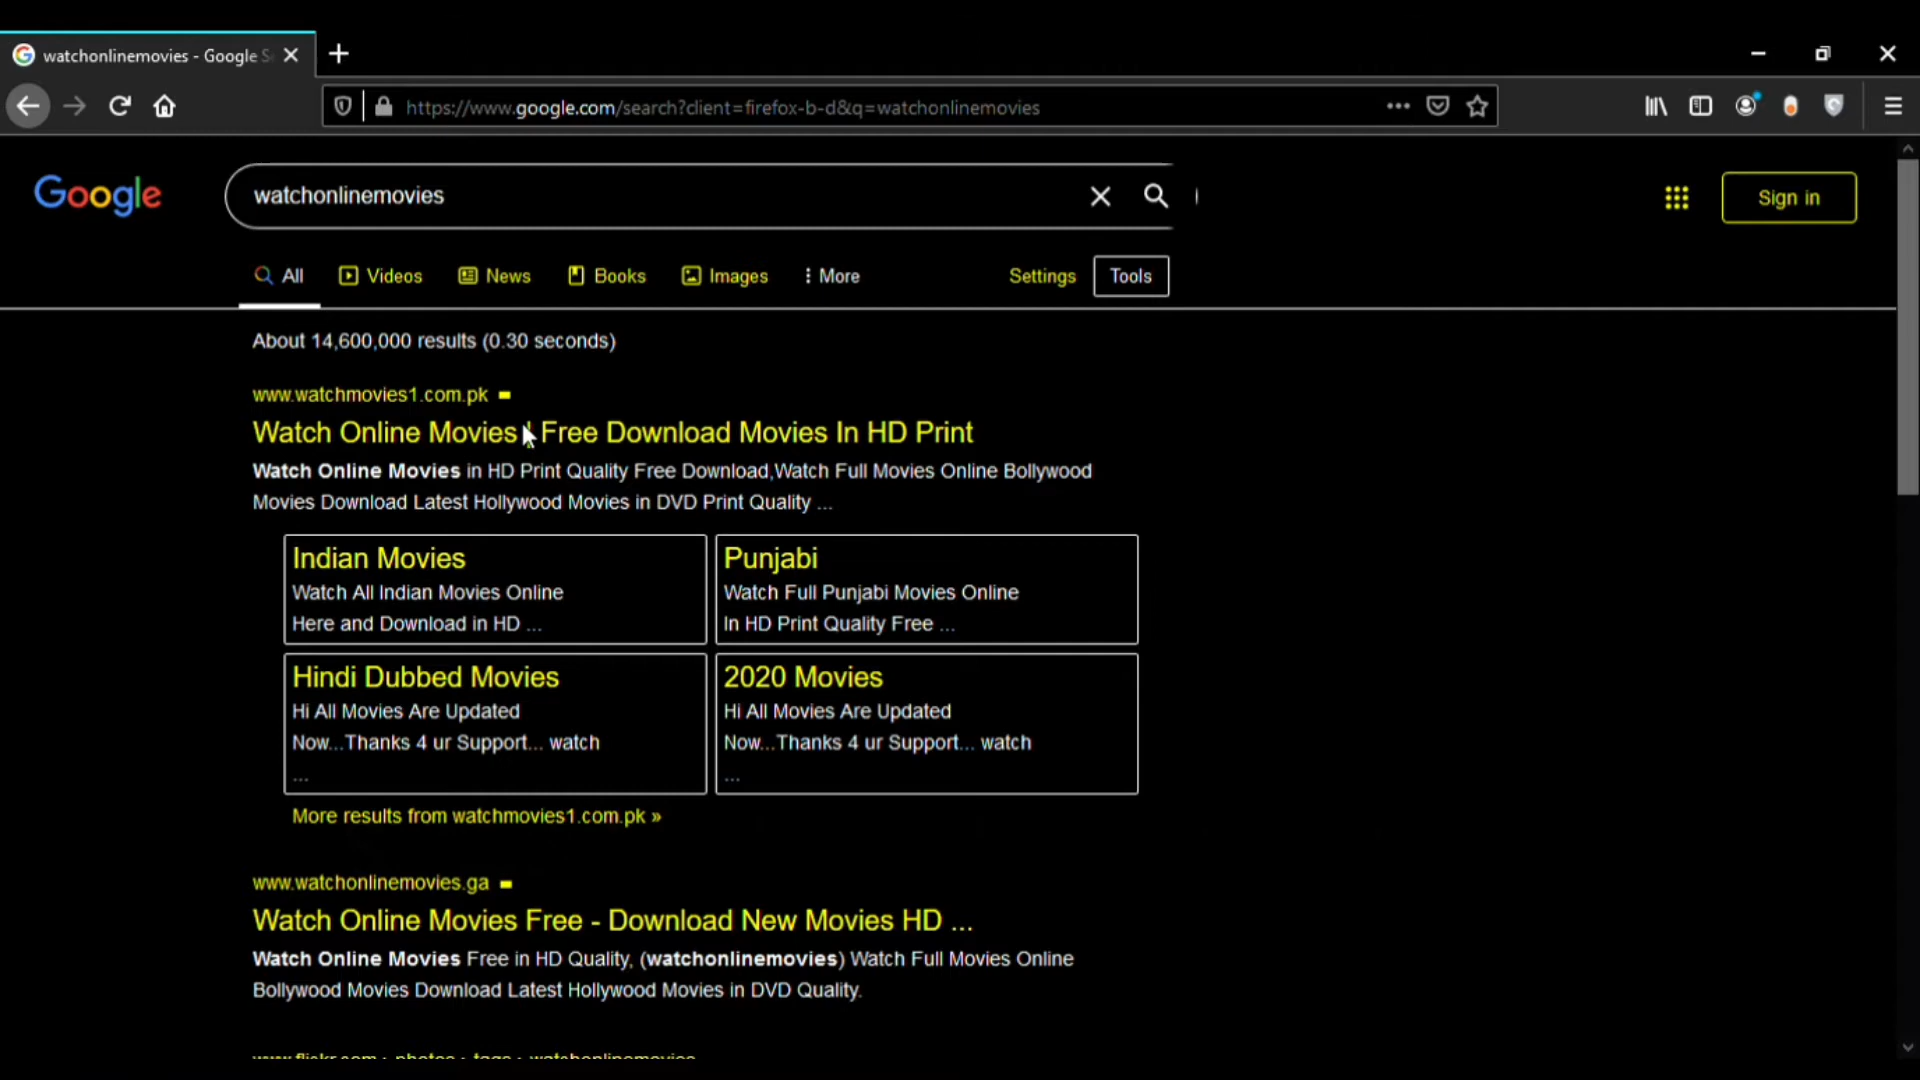 watchonlinemovies - Google S
https://www.google.com/search?client=firefox-b-d&q=watchonlinemovies
Google
watchonlinemovies
Sign in
All
Videos
News
Books
Images
More
Settings
Tools
About 14,600,000 results (0.30 seconds)
www.watchmovies1.com.pk
Watch Online Movies | Free Download Movies In HD Print
Watch Online Movies in HD Print Quality Free Download,Watch Full Movies Online Bollywood
Movies Download Latest Hollywood Movies in DVD Print Quality ...
Indian Movies
Watch All Indian Movies Online
Here and Download in HD ...
Punjabi
Watch Full Punjabi Movies Online
In HD Print Quality Free ...
Hindi Dubbed Movies
Hi All Movies Are Updated
Now...Thanks 4 ur Support... watch
...
2020 Movies
Hi All Movies Are Updated
Now...Thanks 4 ur Support... watch
...
More results from watchmovies1.com.pk »
www.watchonlinemovies.ga
Watch Online Movies Free - Download New Movies HD ...
Watch Online Movies Free in HD Quality, (watchonlinemovies) Watch Full Movies Online
Bollywood Movies Download Latest Hollywood Movies in DVD Quality.
www.flickr.com › photos › tags › watchonlinemovies